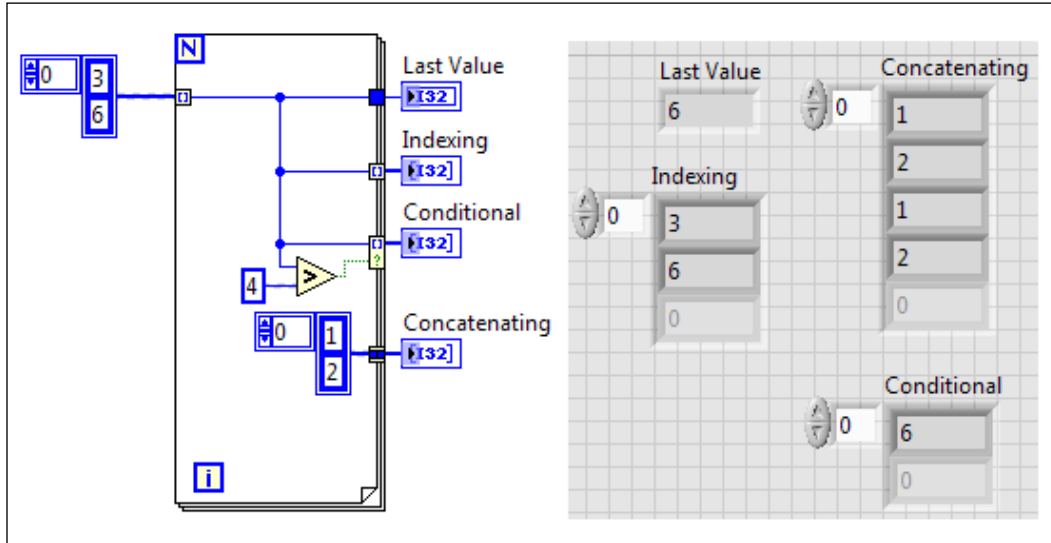 N
0
3
6
Last Value
I32
Indexing
[I32]
Conditional
[I32]
?
>
4
Concatenating
[I32]
0
1
2
i
Last Value
6
Concatenating
0
1
2
1
2
0
Indexing
0
3
6
0
Conditional
0
6
0